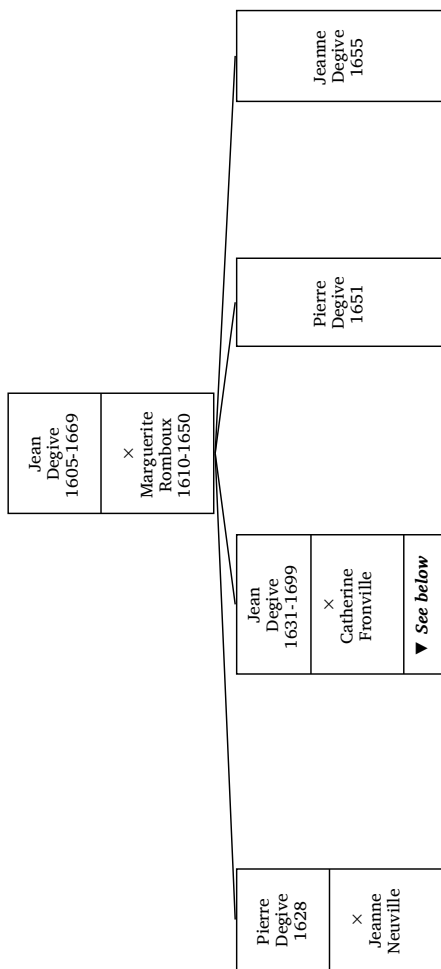 Jean
Degive
1605-1669
×
Marguerite
Romboux
1610-1650
Pierre
Degive
1628
×
Jeanne
Neuville
Jean
Degive
1631-1699
×
Catherine
Fronville
▼ See below
Pierre
Degive
1651
Jeanne
Degive
1655